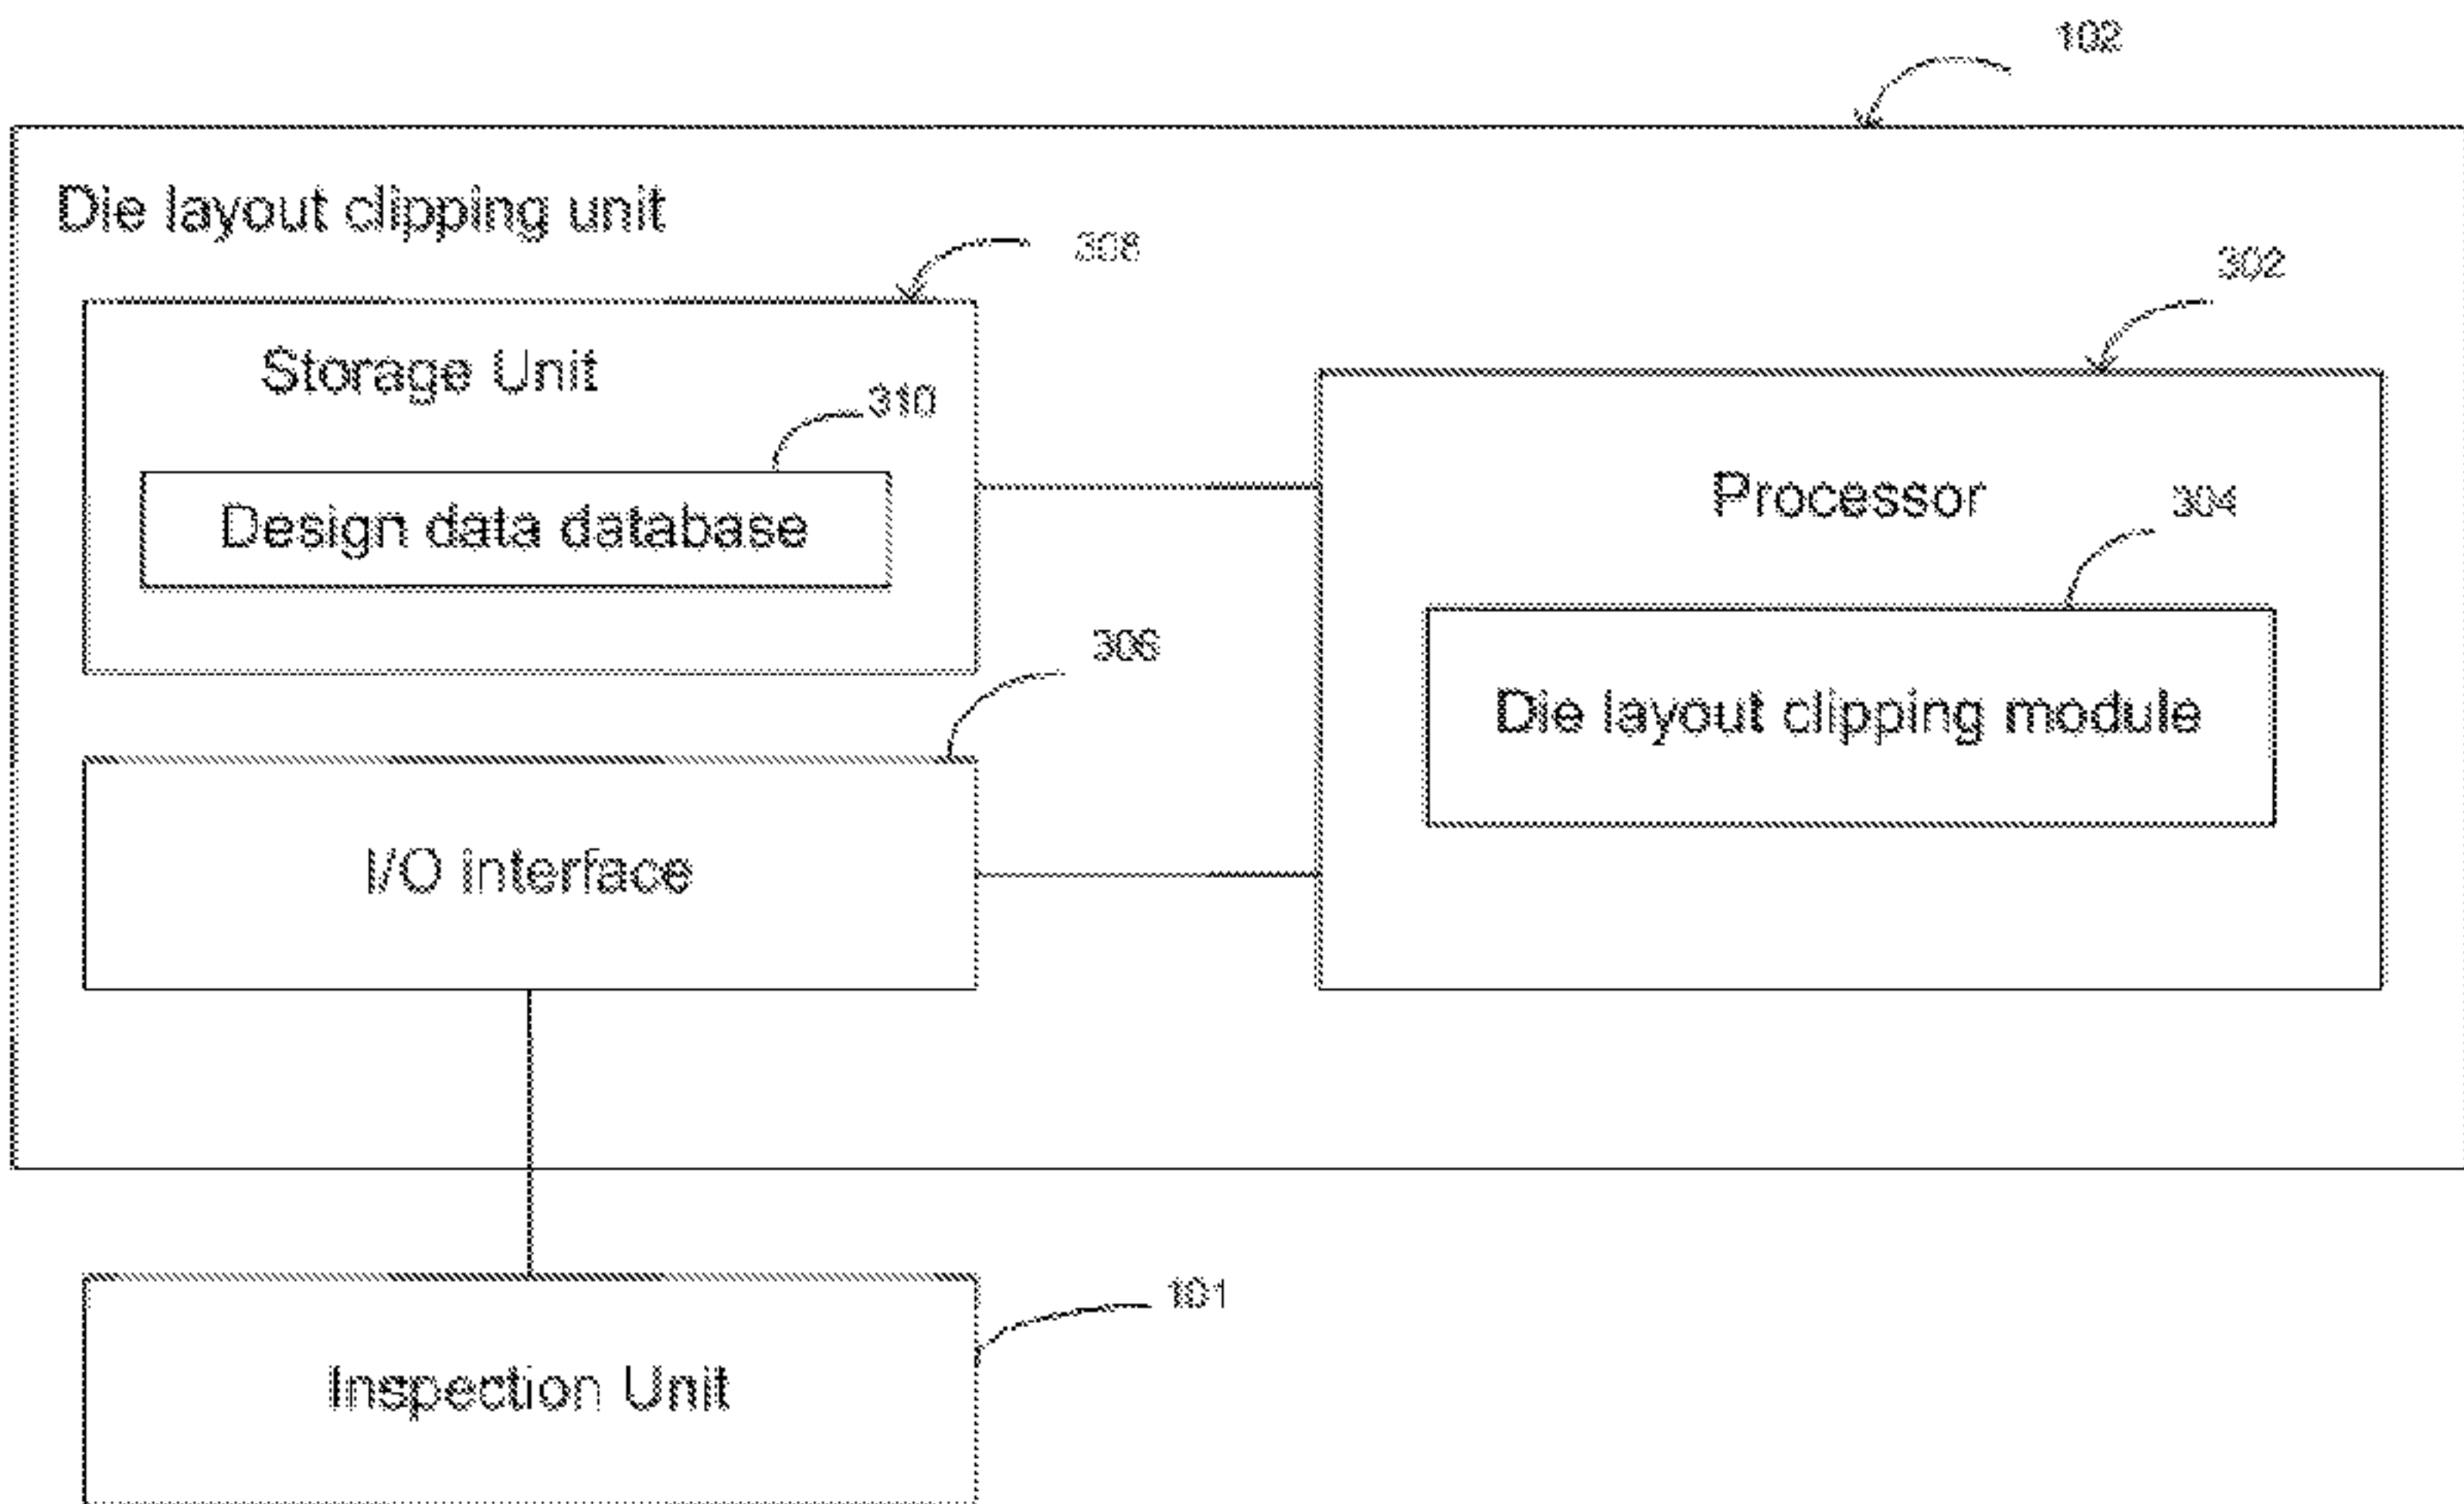 102
Die layout clipping unit
308
302
Storage Unit
310
Processor
304
Design data database
306
Die layout clipping module
I/O interface
101
Inspection Unit